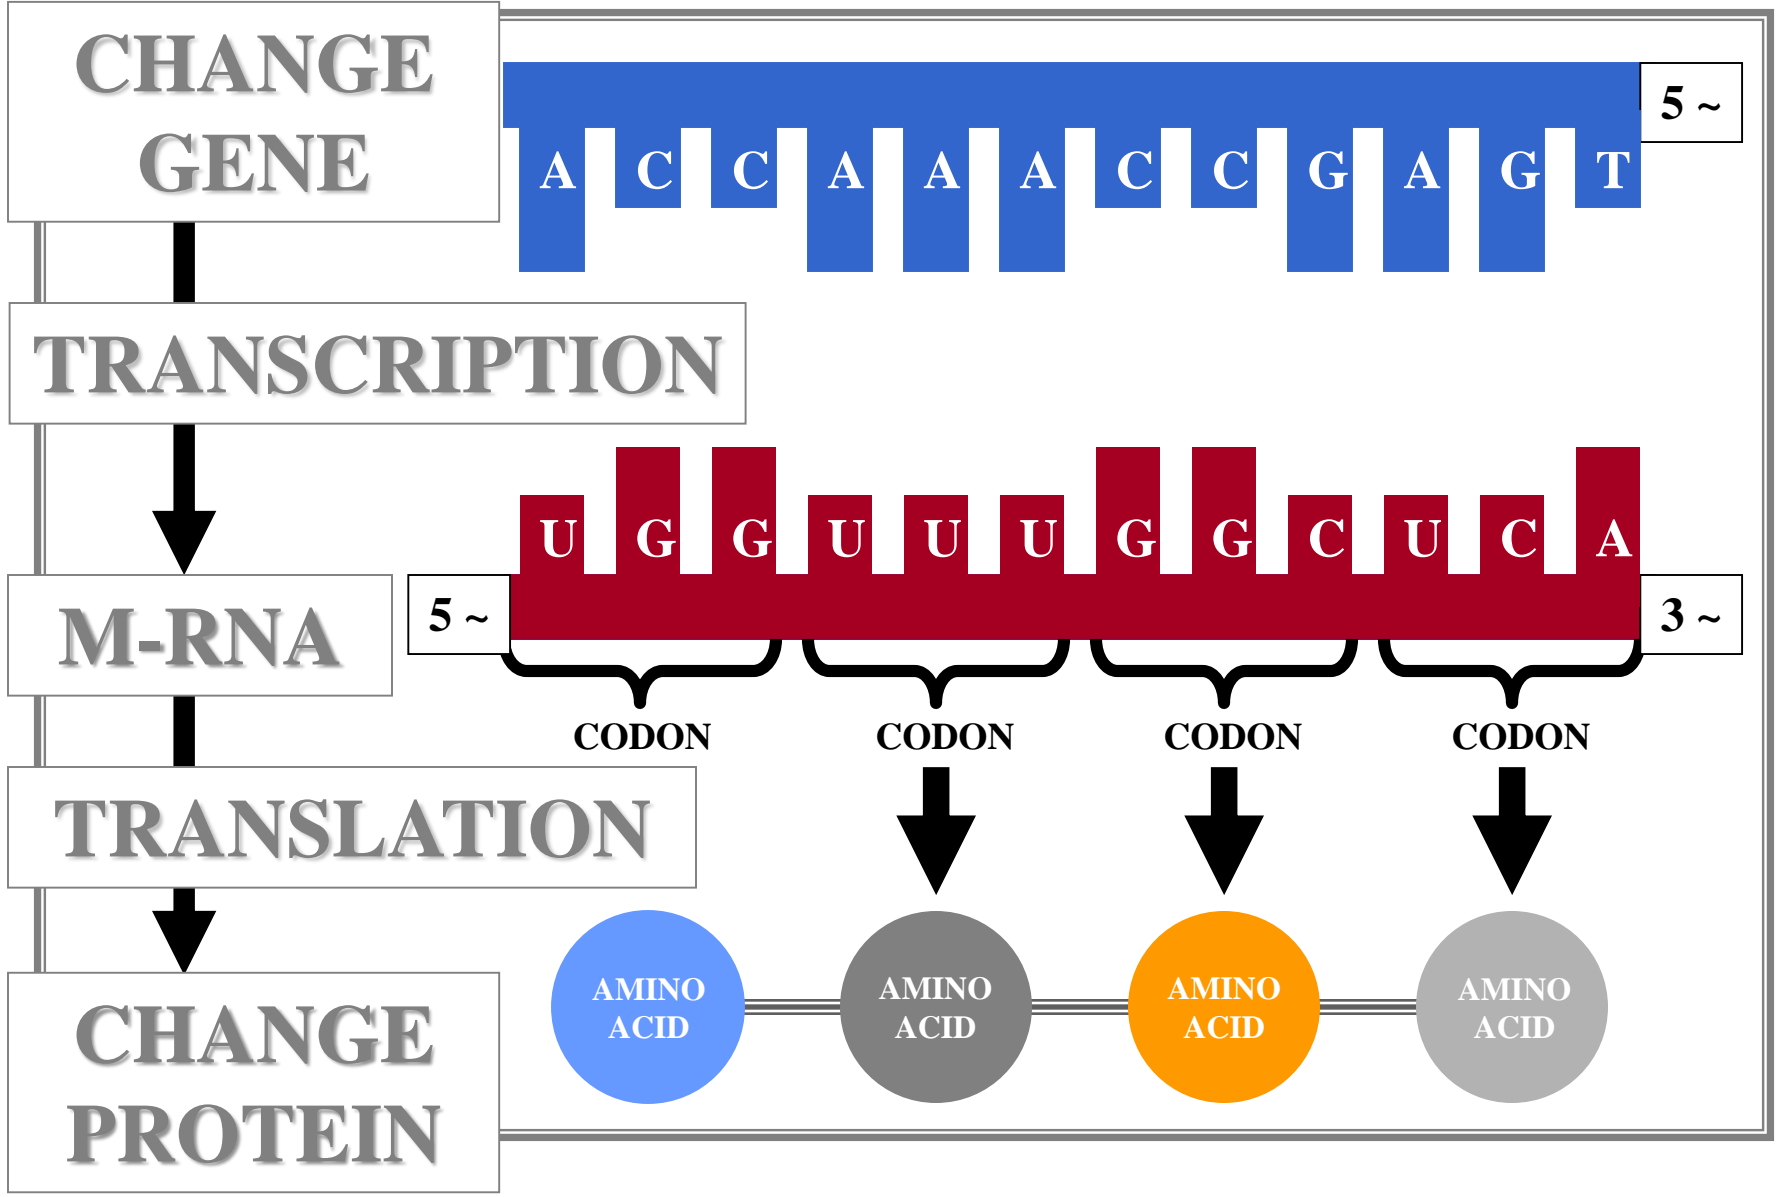 CHANGE
GENE
5 ~
A C C A A A C C G A G T
TRANSCRIPTION
U G G U U U G G C U C A
M-RNA
5 ~
3 ~
CODON CODON CODON CODON
TRANSLATION
AMINO
ACID
AMINO
ACID
AMINO
ACID
AMINO
ACID
CHANGE
PROTEIN